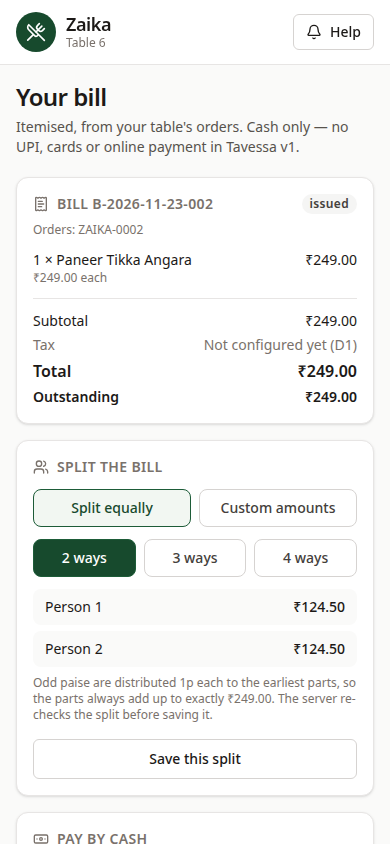 Zaika
Table 6
Help
Your bill
Itemised, from your table's orders. Cash only — no
UPI, cards or online payment in Tavessa v1.
BILL B-2026-11-23-002
issued
Orders: ZAIKA-0002
1 × Paneer Tikka Angara ₹249.00
₹249.00 each
Subtotal ₹249.00
Tax Not configured yet (D1)
Total ₹249.00
Outstanding ₹249.00
SPLIT THE BILL
Split equally Custom amounts
2 ways 3 ways 4 ways
Person 1 ₹124.50
Person 2 ₹124.50
Odd paise are distributed 1p each to the earliest parts, so
the parts always add up to exactly ₹249.00. The server re-
checks the split before saving it.
Save this split
PAY BY CASH